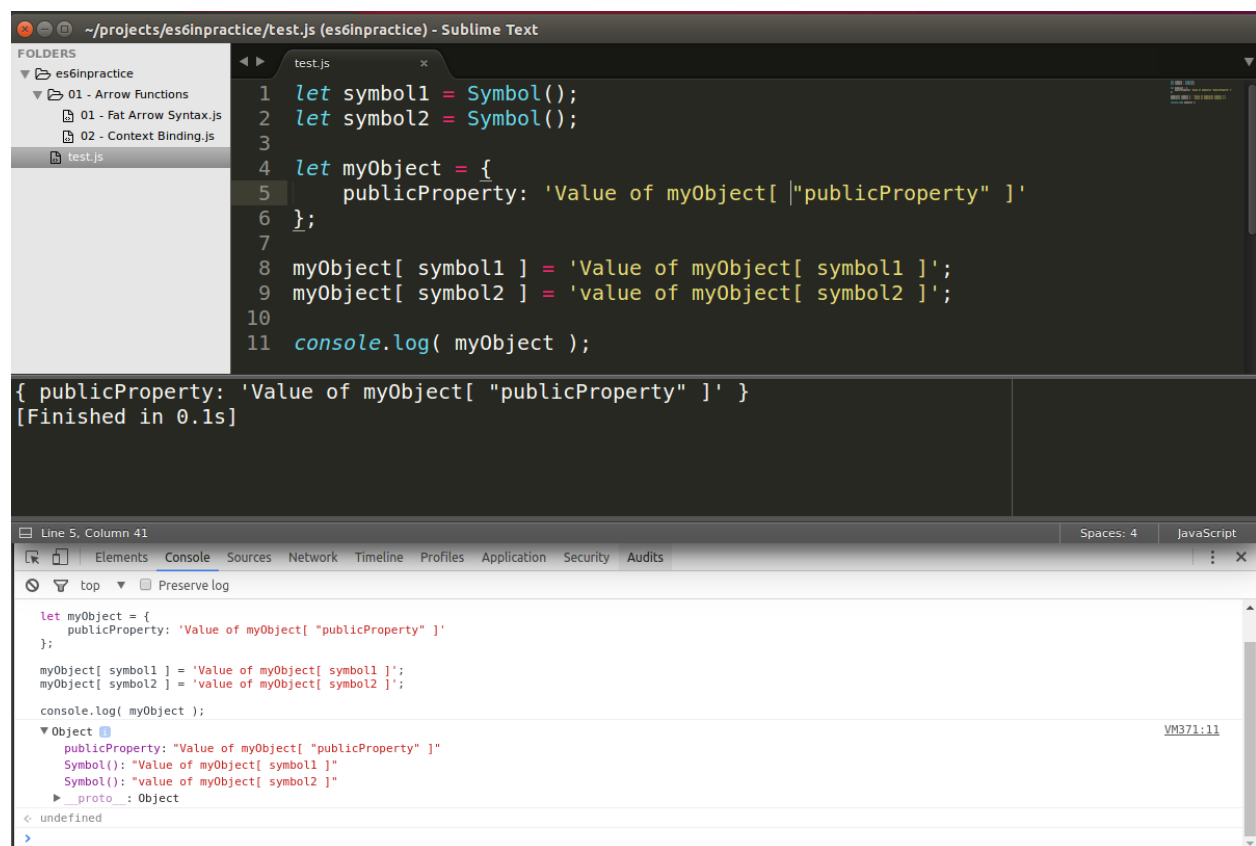 ~/projects/es6inpractice/test.js (es6inpractice) - Sublime Text
FOLDERS
es6inpractice
01 - Arrow Functions
01 - Fat Arrow Syntax.js
02 - Context Binding.js
test.js
test.js ×
1 let symbol1 = Symbol();
2 let symbol2 = Symbol();
3
4 let myObject = {
5     publicProperty: 'Value of myObject[ "publicProperty" ]'
6 };
7
8 myObject[ symbol1 ] = 'Value of myObject[ symbol1 ]';
9 myObject[ symbol2 ] = 'value of myObject[ symbol2 ]';
10
11 console.log( myObject );
{ publicProperty: 'Value of myObject[ "publicProperty" ]' }
[Finished in 0.1s]
Line 5, Column 41 Spaces: 4 JavaScript
Elements Console Sources Network Timeline Profiles Application Security Audits
top Preserve log
let myObject = {
    publicProperty: 'Value of myObject[ "publicProperty" ]'
};
myObject[ symbol1 ] = 'Value of myObject[ symbol1 ]';
myObject[ symbol2 ] = 'value of myObject[ symbol2 ]';
console.log( myObject );
Object VM371:11
publicProperty: "Value of myObject[ "publicProperty" ]"
Symbol(): "Value of myObject[ symbol1 ]"
Symbol(): "value of myObject[ symbol2 ]"
__proto__: Object
undefined